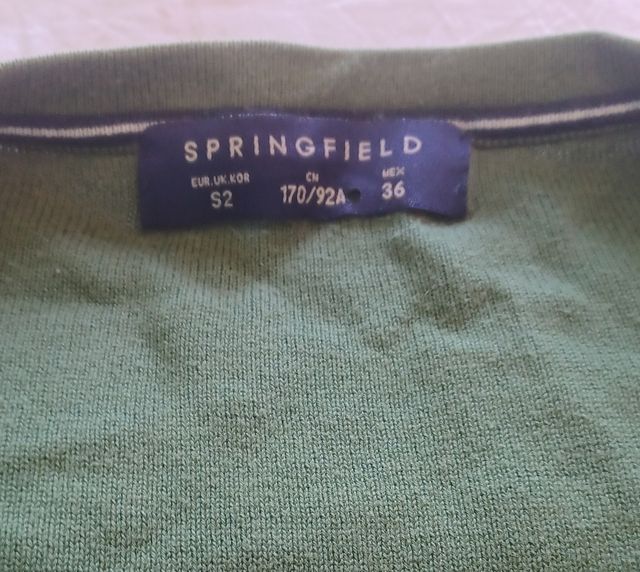 SPRINGFIELD
EUR.UK.KOR CN MEX
S2 170/92A 36